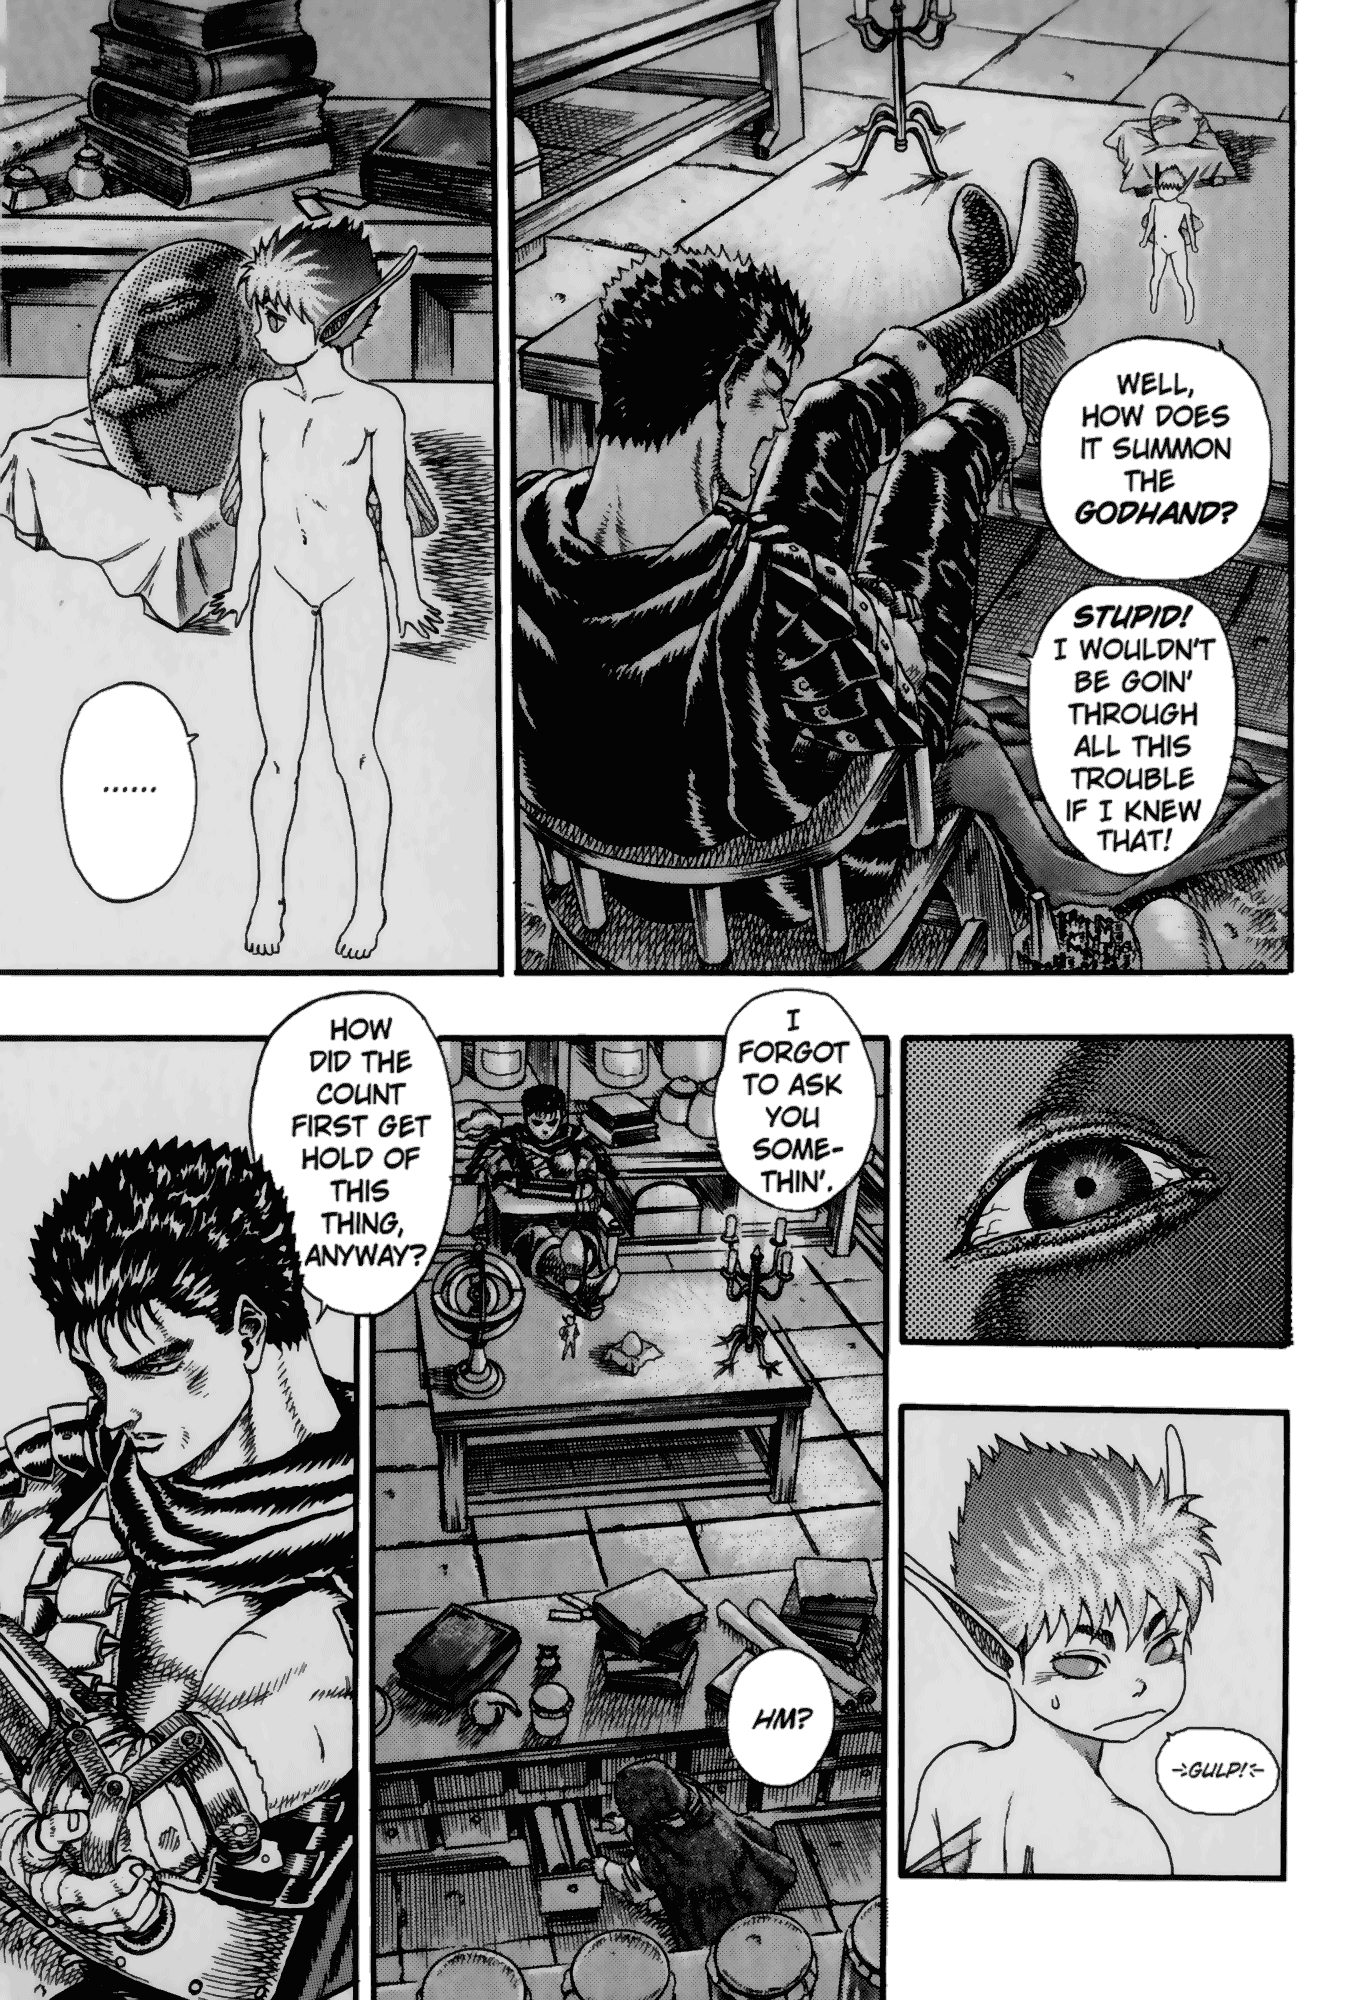 WELL,
HOW DOES
IT SUMMON
THE
GODHAND?
STUPID!
I WOULDN'T
BE GOIN'
THROUGH
ALL THIS
TROUBLE
IF I KNEW
THAT!
......
GULP!
I
FORGOT
TO ASK
YOU
SOME-
THIN'.
HM?
HOW
DID THE
COUNT
FIRST GET
HOLD OF
THIS
THING,
ANYWAY?